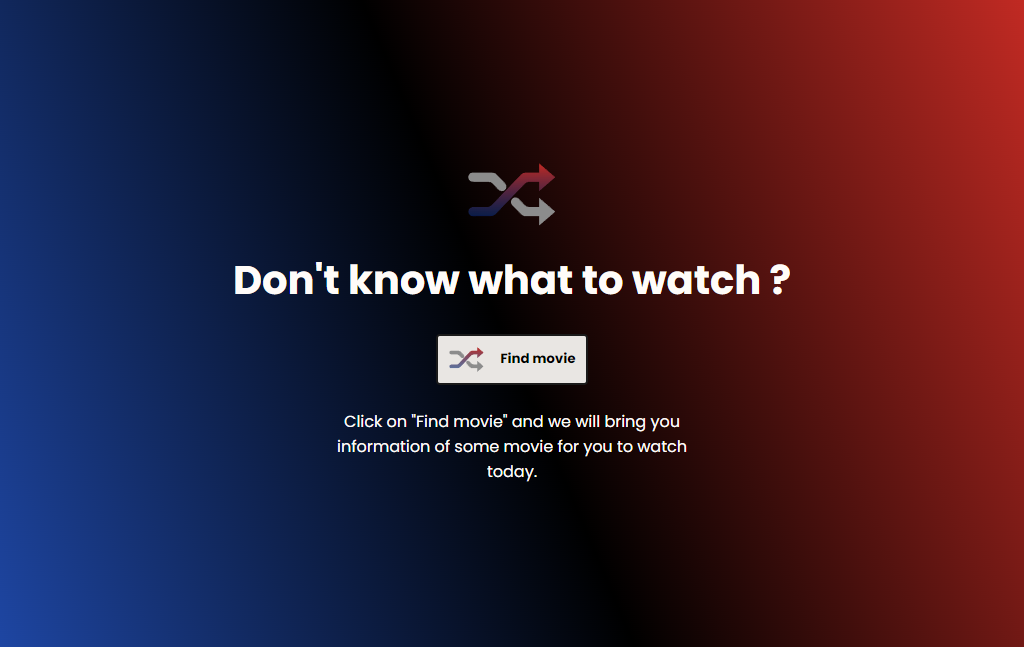 Don't know what to watch ?
Find movie
Click on "Find movie" and we will bring you
information of some movie for you to watch
today.